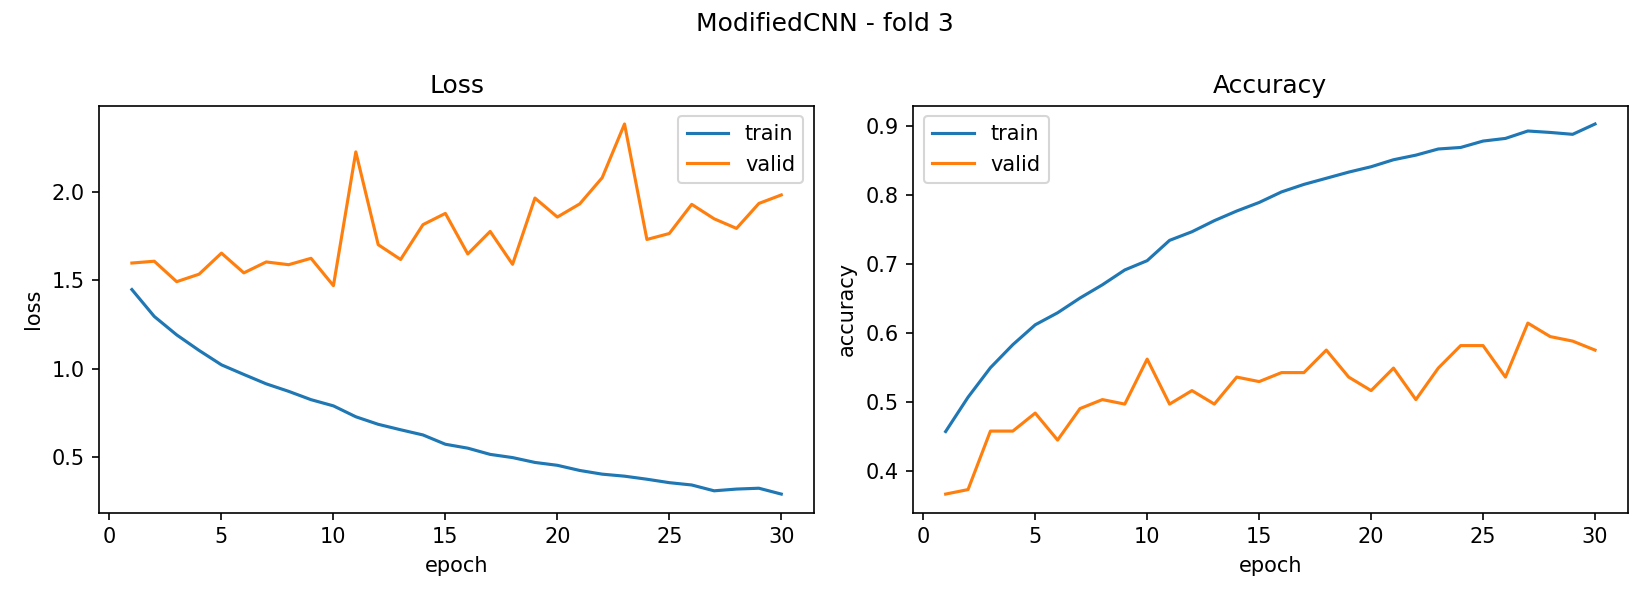 ModifiedCNN - fold 3
Loss
train
valid
2.0
1.5
1.0
0.5
loss
0 5 10 15 20 25 30
epoch
Accuracy
train
valid
0.9
0.8
0.7
0.6
0.5
0.4
accuracy
0 5 10 15 20 25 30
epoch